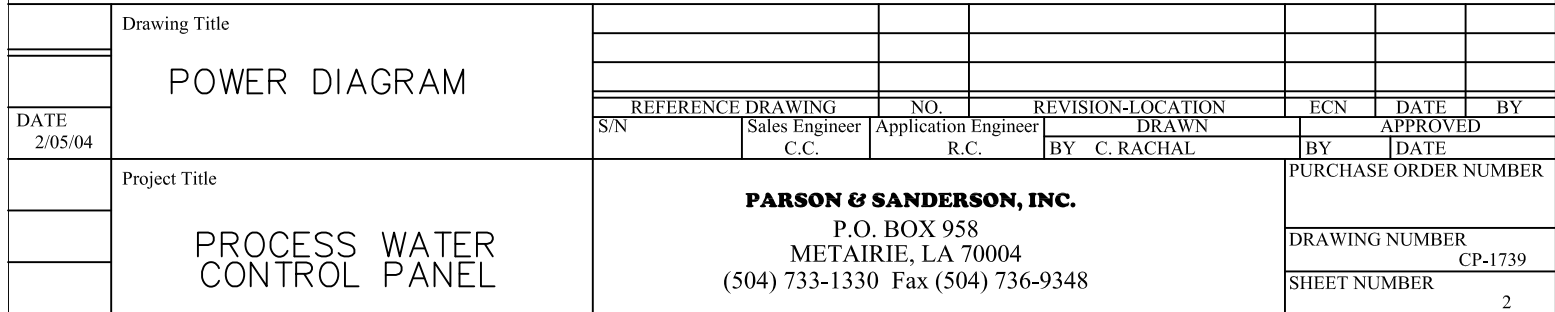 Drawing Title
POWER DIAGRAM
DATE
2/05/04
REFERENCE DRAWING NO. REVISION-LOCATION ECN DATE BY
S/N Sales Engineer Application Engineer DRAWN APPROVED
C.C. R.C. BY C. RACHAL BY DATE
Project Title
PROCESS WATER
CONTROL PANEL
PARSON & SANDERSON, INC.
P.O. BOX 958
METAIRIE, LA 70004
(504) 733-1330 Fax (504) 736-9348
PURCHASE ORDER NUMBER
DRAWING NUMBER
CP-1739
SHEET NUMBER
2